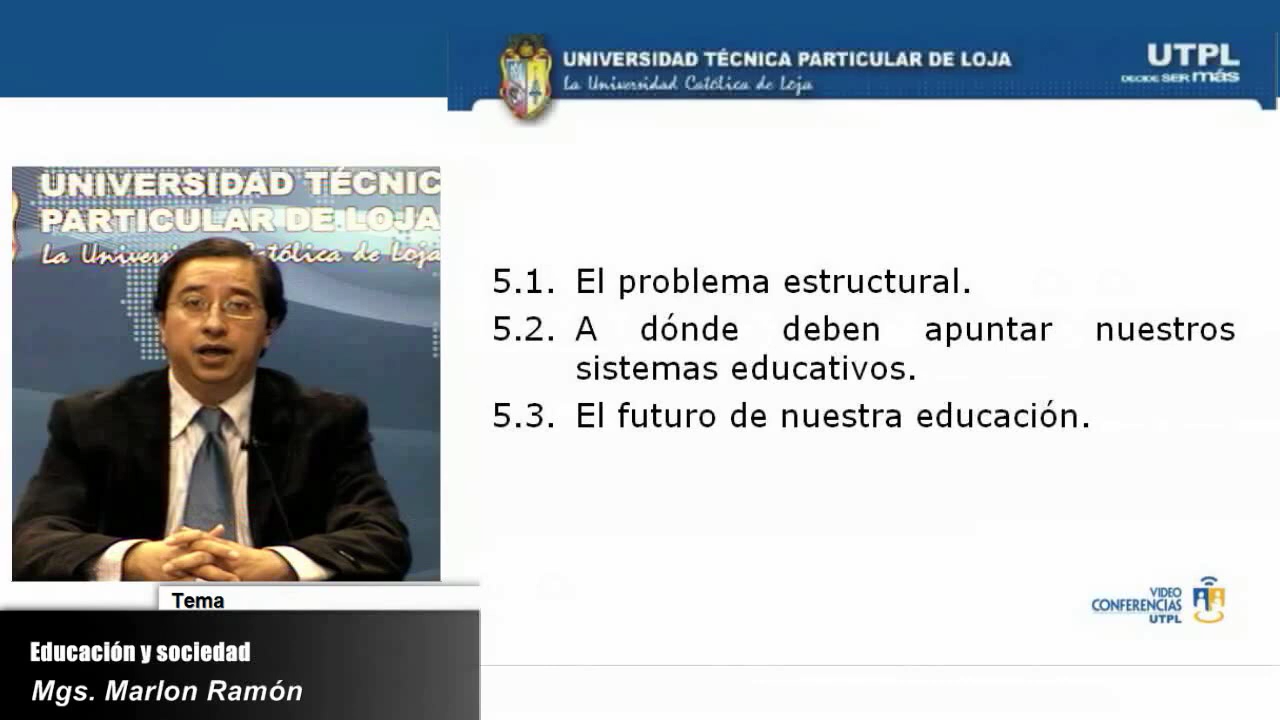 UNIVERSIDAD TÉCNICA PARTICULAR DE LOJA
La Universidad Católica de Loja
UTPL
DECIDE SER más
UNIVERSIDAD TÉCNIC
PARTICULAR DE LOJA
La Univers atólica de Loja
5.1. El problema estructural.
5.2. A dónde deben apuntar nuestros
sistemas educativos.
5.3. El futuro de nuestra educación.
VIDEO
CONFERENCIAS
UTPL
Tema
Educación y sociedad
Mgs. Marlon Ramón